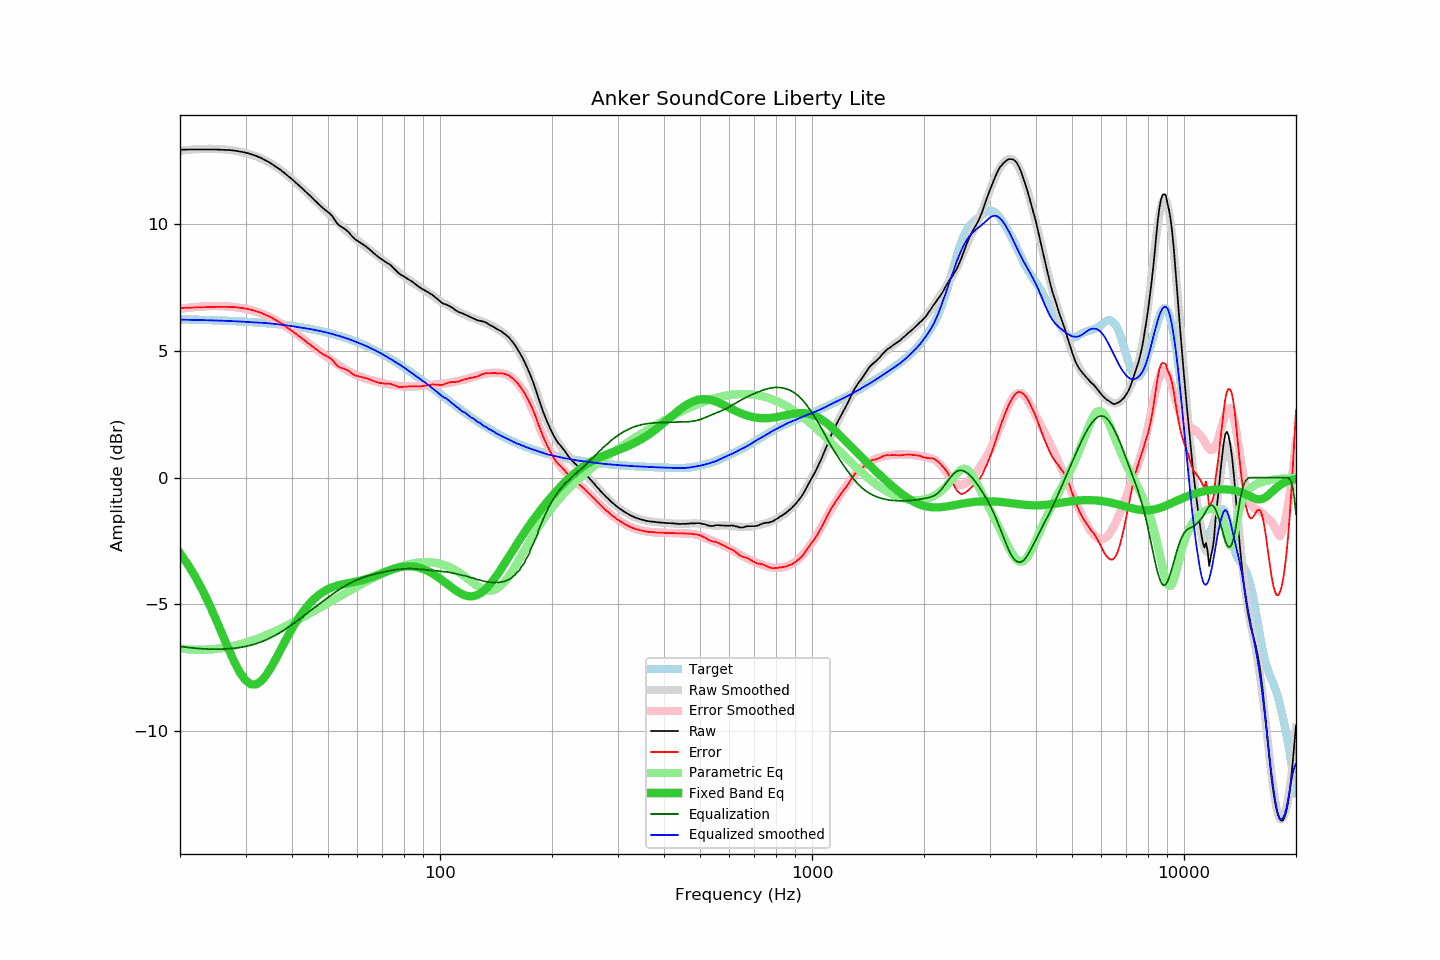 Anker SoundCore Liberty Lite
Amplitude (dBr)
10
5
0
−5
−10
100
1000
10000
Frequency (Hz)
Target
Raw Smoothed
Error Smoothed
Raw
Error
Parametric Eq
Fixed Band Eq
Equalization
Equalized smoothed